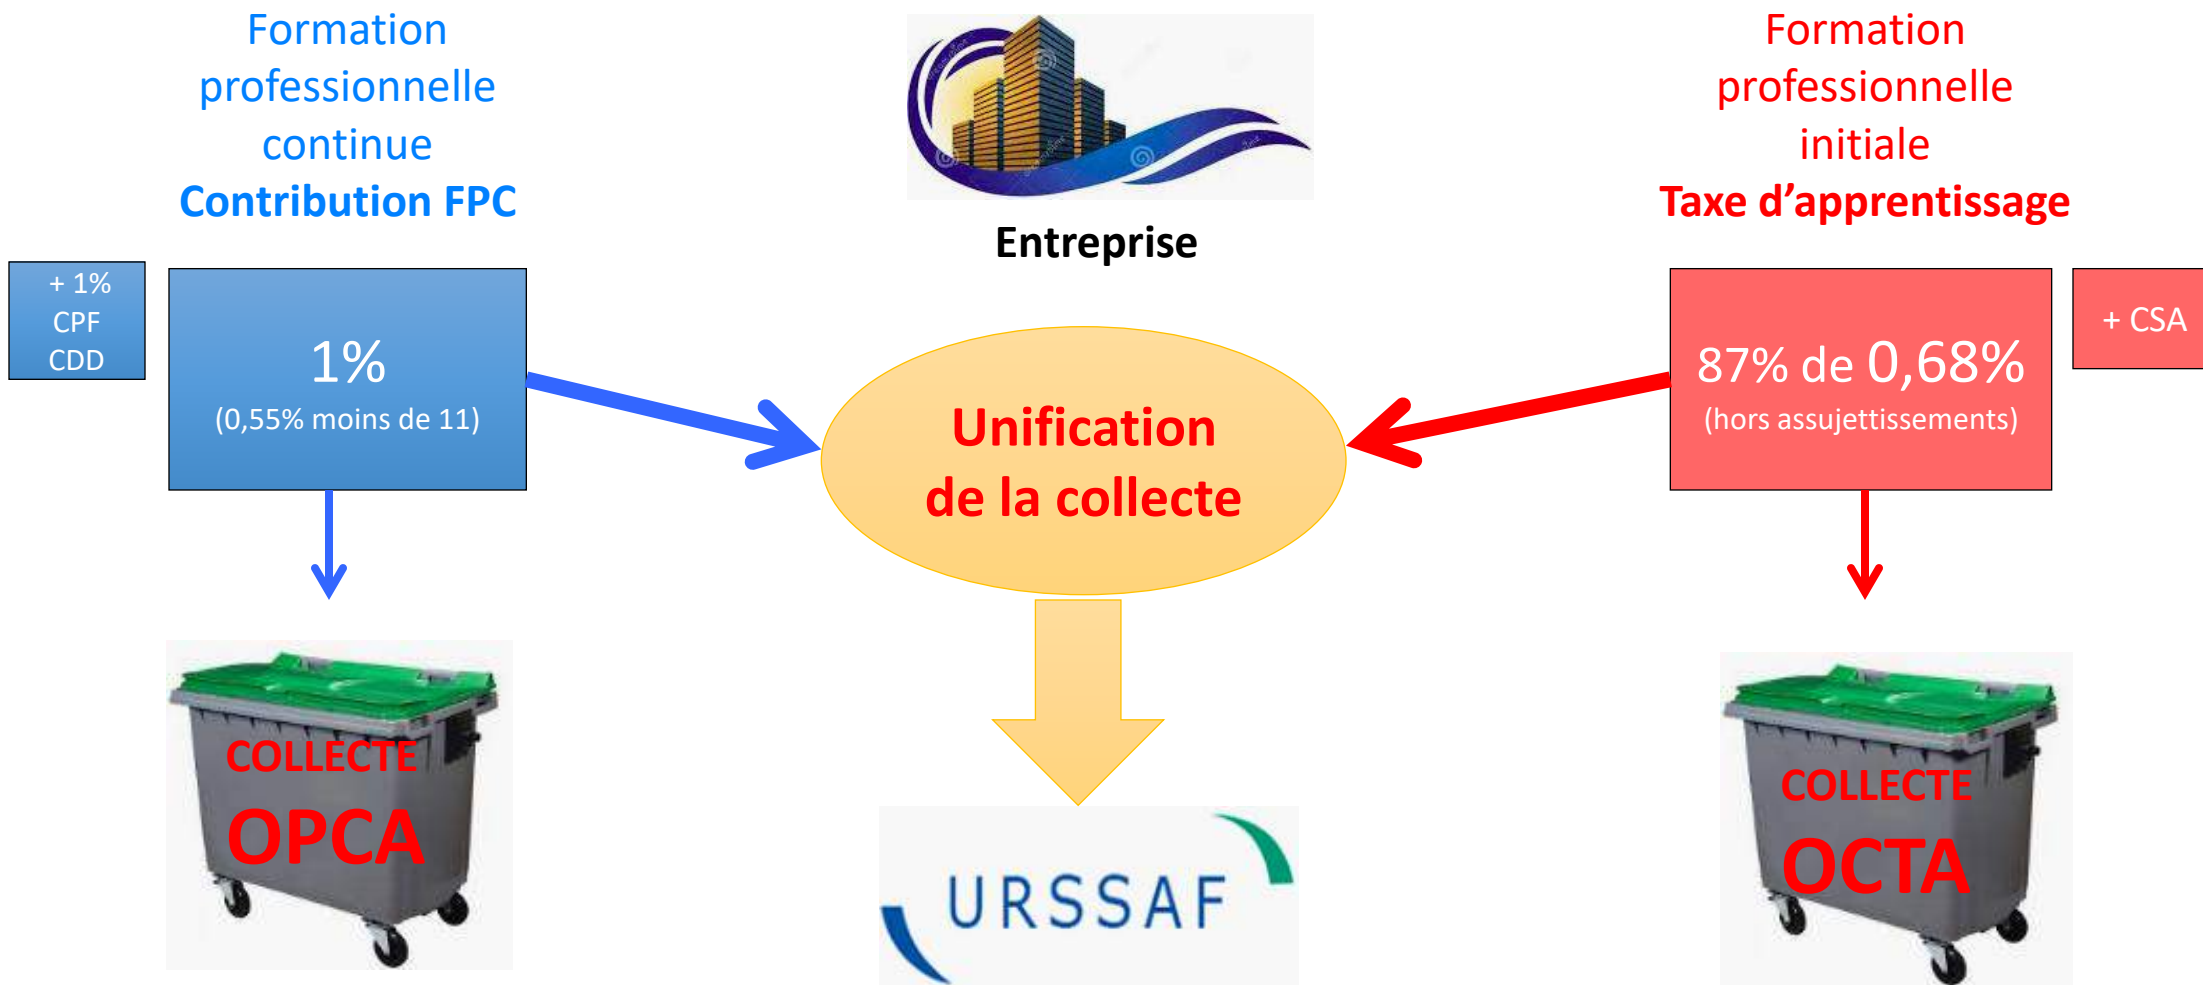 Formation
professionnelle
continue
Contribution FPC
Entreprise
Formation
professionnelle
initiale
Taxe d'apprentissage
+ 1%
CPF
CDD
1%
(0,55% moins de 11)
Unification
de la collecte
87% de 0,68%
(hors assujettissements)
+ CSA
COLLECTE
OPCA
URSSAF
COLLECTE
OCTA